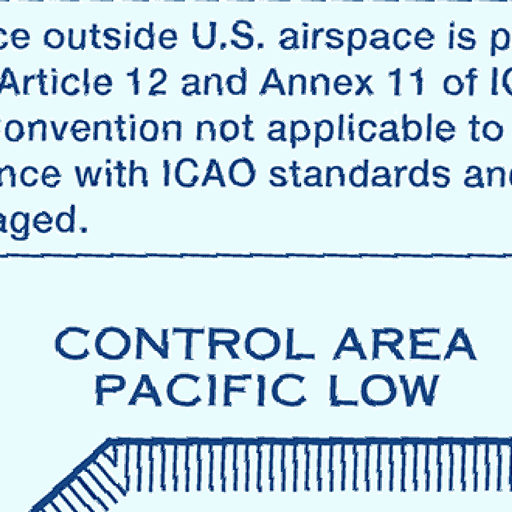 ce outside U.S. airspace is p
Article 12 and Annex 11 of IC
Convention not applicable to
nce with ICAO standards and
aged.
CONTROL AREA
PACIFIC LOW